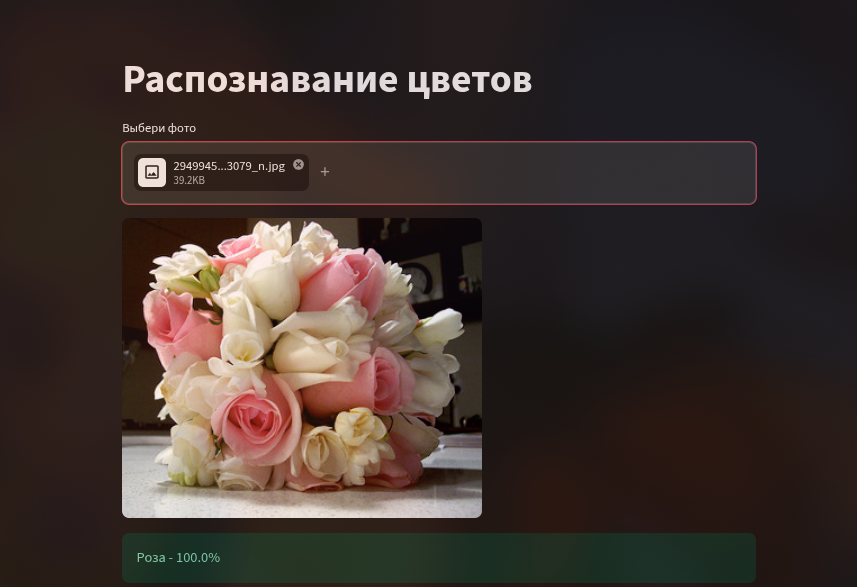 Распознавание цветов
Выбери фото
2949945...3079_n.jpg
39.2KB
Роза - 100.0%